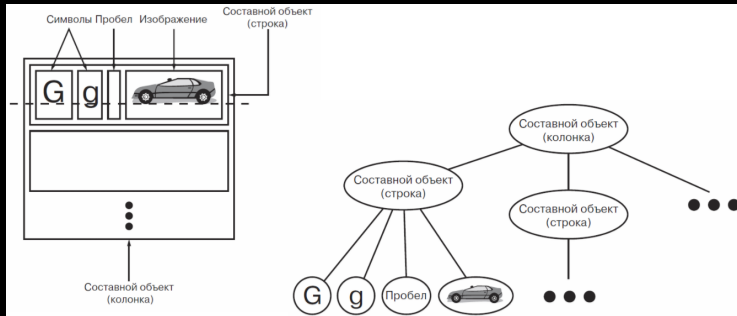 Символы Пробел Изображение
Составной объект
(строка)
G g
Составной объект
(колонка)
Составной объект
(колонка)
Составной объект
(строка)
Составной объект
(строка)
G g Пробел